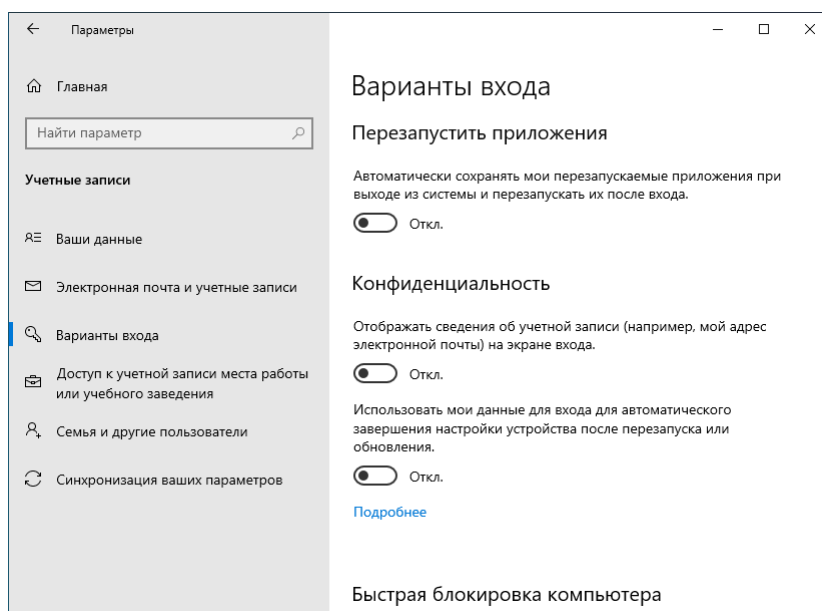 Параметры
Главная
Найти параметр
Учетные записи
Ваши данные
Электронная почта и учетные записи
Варианты входа
Доступ к учетной записи места работы
или учебного заведения
Семья и другие пользователи
Синхронизация ваших параметров
Варианты входа
Перезапустить приложения
Автоматически сохранять мои перезапускаемые приложения при
выходе из системы и перезапускать их после входа.
Откл.
Конфиденциальность
Отображать сведения об учетной записи (например, мой адрес
электронной почты) на экране входа.
Откл.
Использовать мои данные для входа для автоматического
завершения настройки устройства после перезапуска или
обновления.
Откл.
Подробнее
Быстрая блокировка компьютера